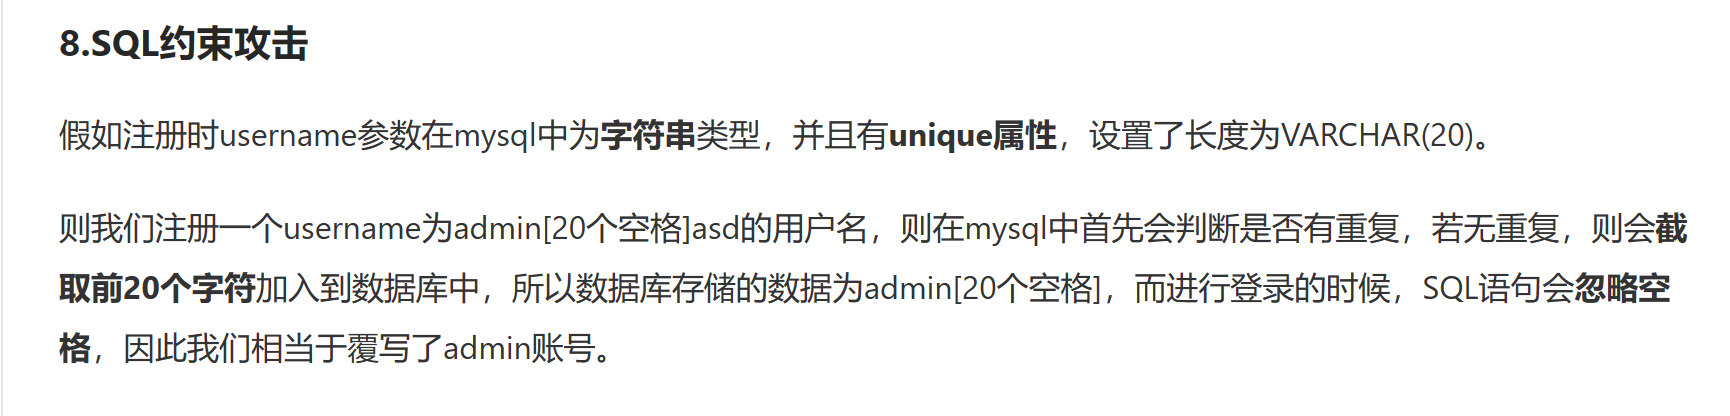 8.SQL约束攻击
假如注册时username参数在mysql中为字符串类型，并且有unique属性，设置了长度为VARCHAR(20)。
则我们注册一个username为admin[20个空格]asd的用户名，则在mysql中首先会判断是否有重复，若无重复，则会截
取前20个字符加入到数据库中，所以数据库存储的数据为admin[20个空格]，而进行登录的时候，SQL语句会忽略空
格，因此我们相当于覆写了admin账号。